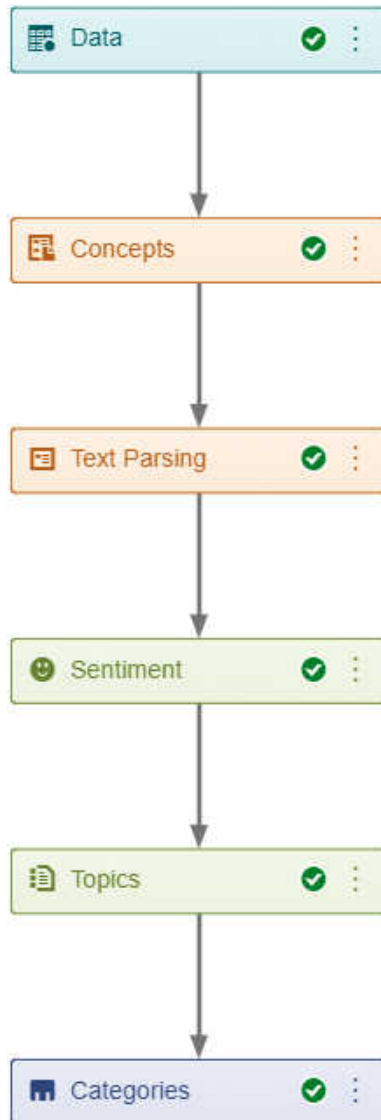 Data
Concepts
Text Parsing
Sentiment
Topics
Categories